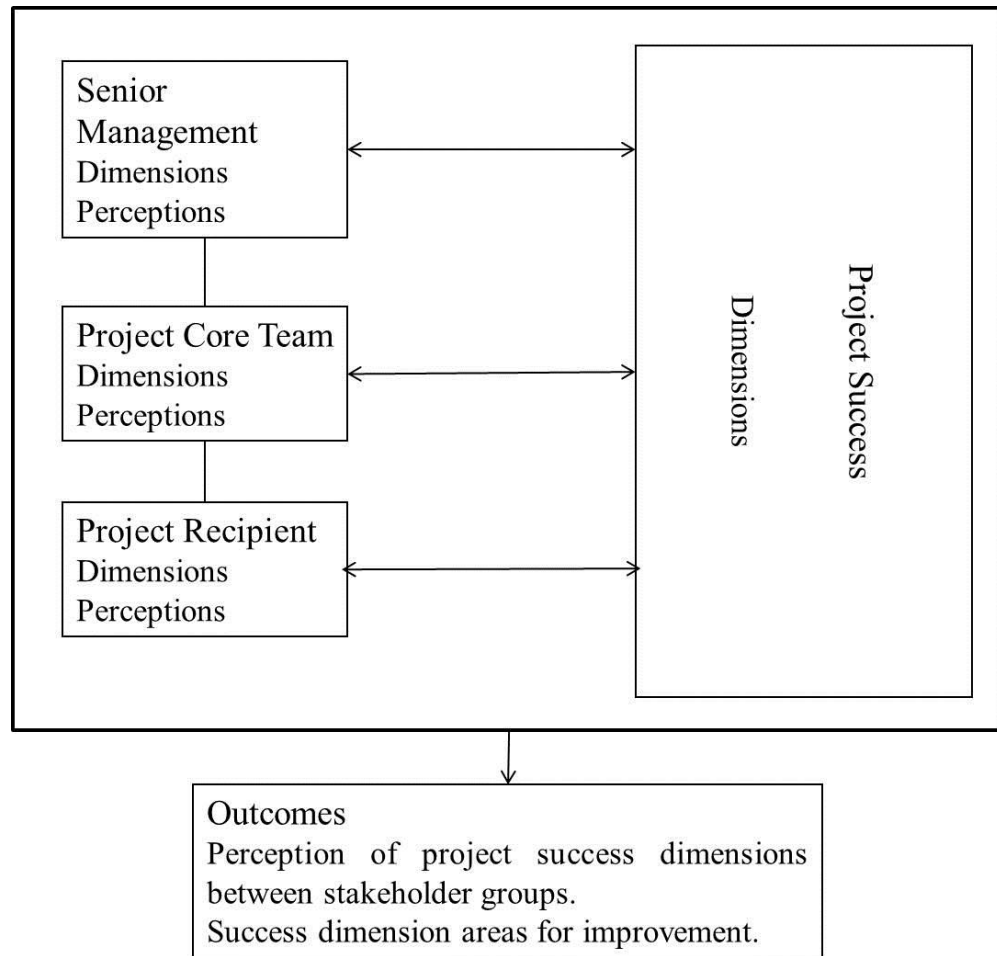 Senior
Management
Dimensions
Perceptions
Project Core Team
Dimensions
Perceptions
Project Recipient
Dimensions
Perceptions
Project Success
Dimensions
Outcomes
Perception of project success dimensions
between stakeholder groups.
Success dimension areas for improvement.